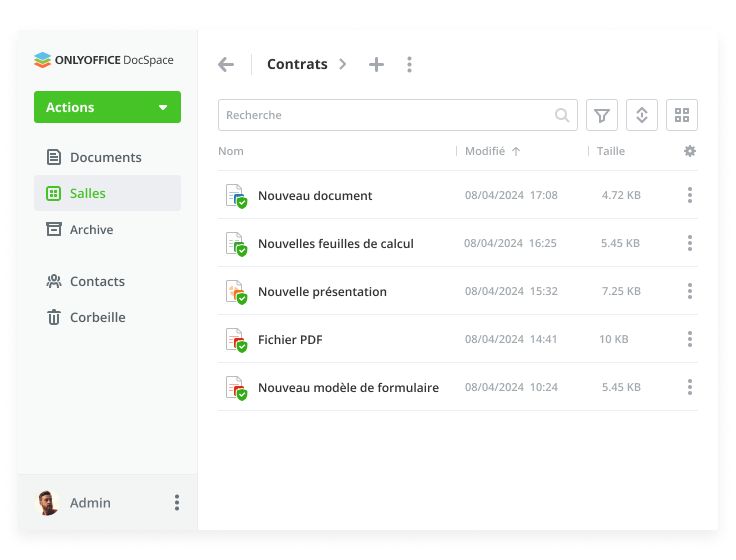 ONLYOFFICE DocSpace
Actions
Documents
Salles
Archive
Contacts
Corbeille
Admin
Contrats
Recherche
Nom Modifié Taille
Nouveau document 08/04/2024 17:08 4.72 KB
Nouvelles feuilles de calcul 08/04/2024 16:25 5.45 KB
Nouvelle présentation 08/04/2024 15:32 7.25 KB
Fichier PDF 08/04/2024 14:41 10 KB
Nouveau modèle de formulaire 08/04/2024 10:24 5.45 KB